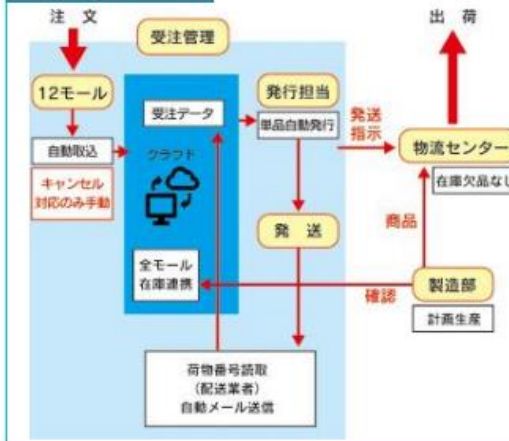 注文
出荷
受注管理
12モール
自動取込
キャンセル
対応のみ手動
受注データ
クラウド
全モール
在庫連携
発行担当
単品自動発行
発送
指示
物流センター
在庫欠品なし
発送
商品
確認
製造部
計画生産
荷物番号読取
(配送業者)
自動メール送信